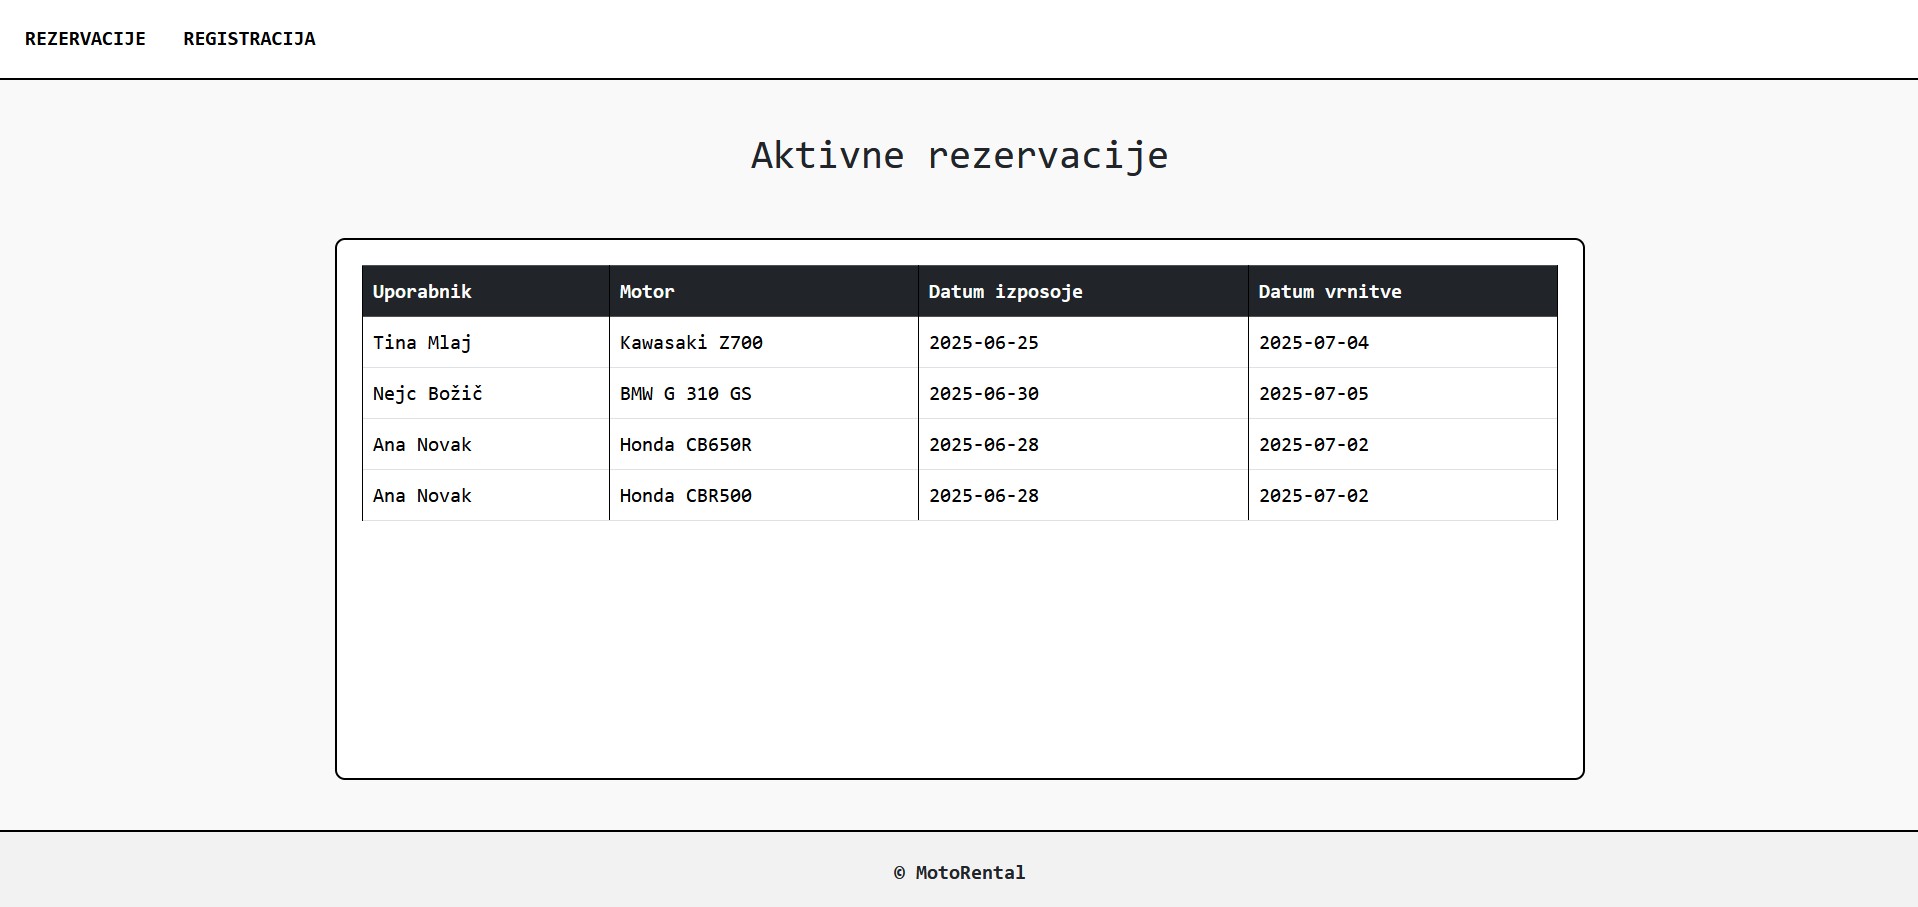 REZERVACIJE REGISTRACIJA
Aktivne rezervacije
Uporabnik Motor Datum izposoje Datum vrnitve
Tina Mlaj Kawasaki Z700 2025-06-25 2025-07-04
Nejc Božič BMW G 310 GS 2025-06-30 2025-07-05
Ana Novak Honda CB650R 2025-06-28 2025-07-02
Ana Novak Honda CBR500 2025-06-28 2025-07-02
© MotoRental